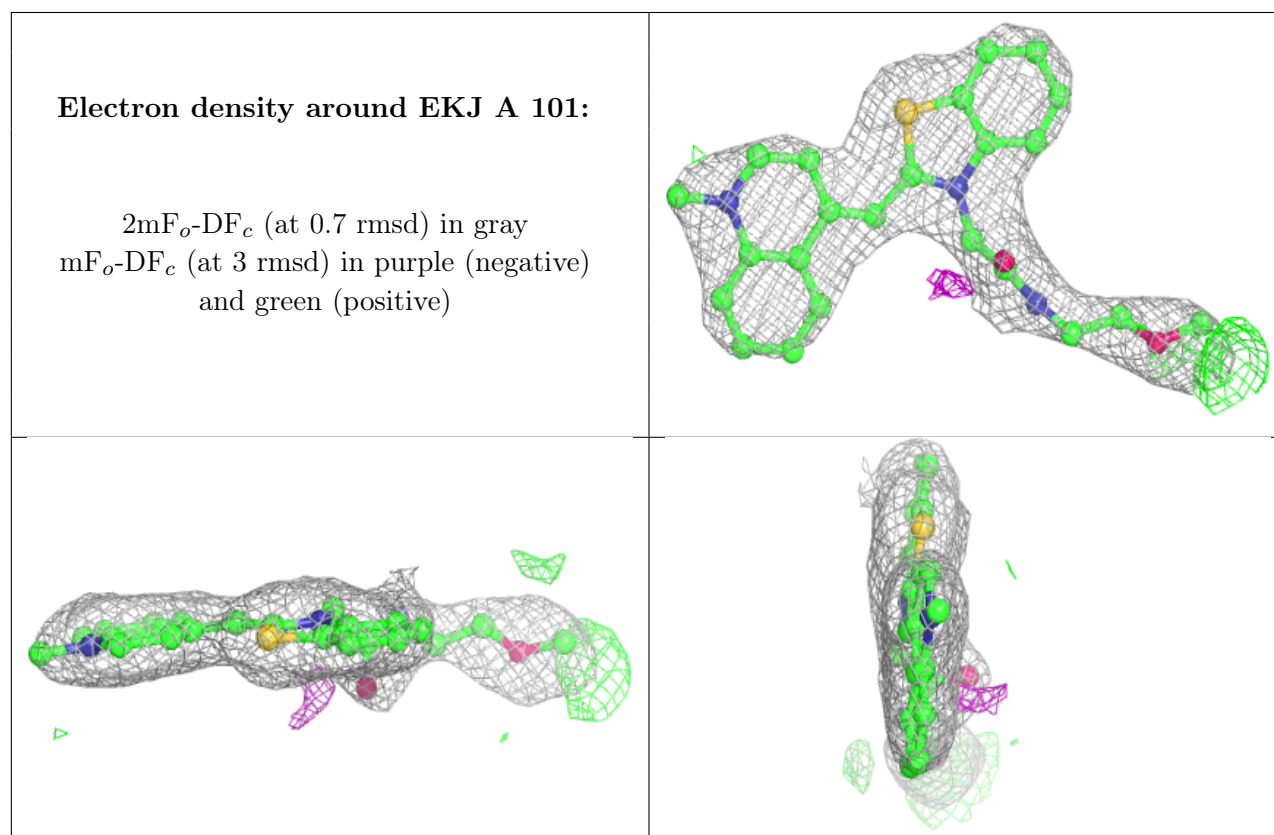 Electron density around EKJ A 101:
2mFo-DFc (at 0.7 rmsd) in gray
mFo-DFc (at 3 rmsd) in purple (negative)
and green (positive)